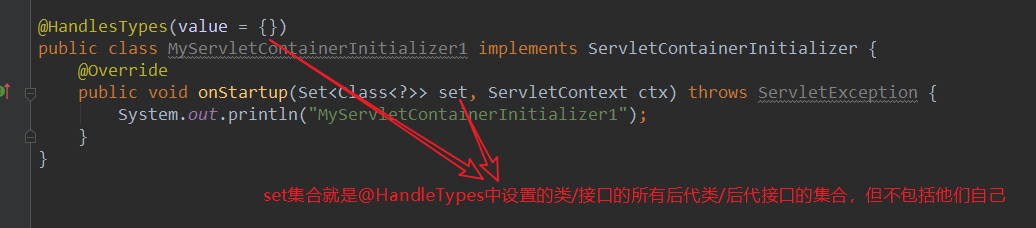 @HandlesTypes(value = {})
public class MyServletContainerInitializer1 implements ServletContainerInitializer {
@Override
public void onStartup(Set<Class<?>> set, ServletContext ctx) throws ServletException {
System.out.println("MyServletContainerInitializer1");
}
}
set集合就是@HandleTypes中设置的类/接口的所有后代类/后代接口的集合，但不包括他们自己